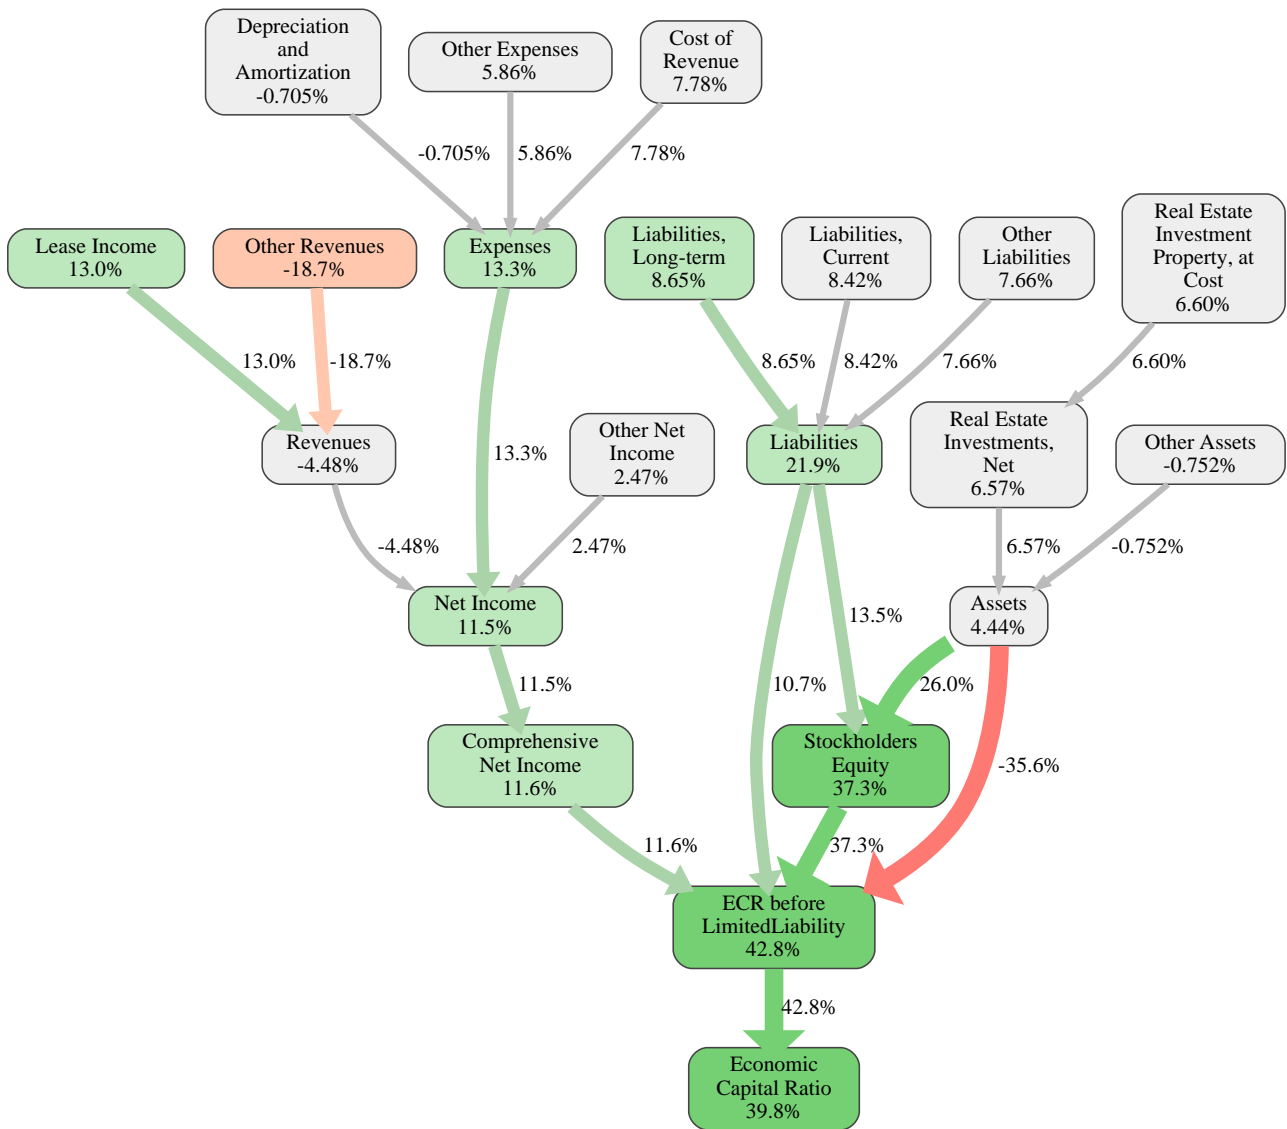 Depreciation
and
Amortization
-0.705%
Other Expenses
5.86%
Cost of
Revenue
7.78%
-0.705%
5.86%
7.78%
Lease Income
13.0%
Other Revenues
-18.7%
Expenses
13.3%
Liabilities,
Long-term
8.65%
Liabilities,
Current
8.42%
Other
Liabilities
7.66%
Real Estate
Investment
Property, at
Cost
6.60%
13.0%
-18.7%
8.65%
8.42%
7.66%
6.60%
Revenues
-4.48%
13.3%
Other Net
Income
2.47%
Liabilities
21.9%
Real Estate
Investments,
Net
6.57%
Other Assets
-0.752%
-4.48%
2.47%
6.57%
-0.752%
Net Income
11.5%
13.5%
Assets
4.44%
11.5%
10.7%
26.0%
Comprehensive
Net Income
11.6%
Stockholders
Equity
37.3%
-35.6%
11.6%
37.3%
ECR before
LimitedLiability
42.8%
42.8%
Economic
Capital Ratio
39.8%